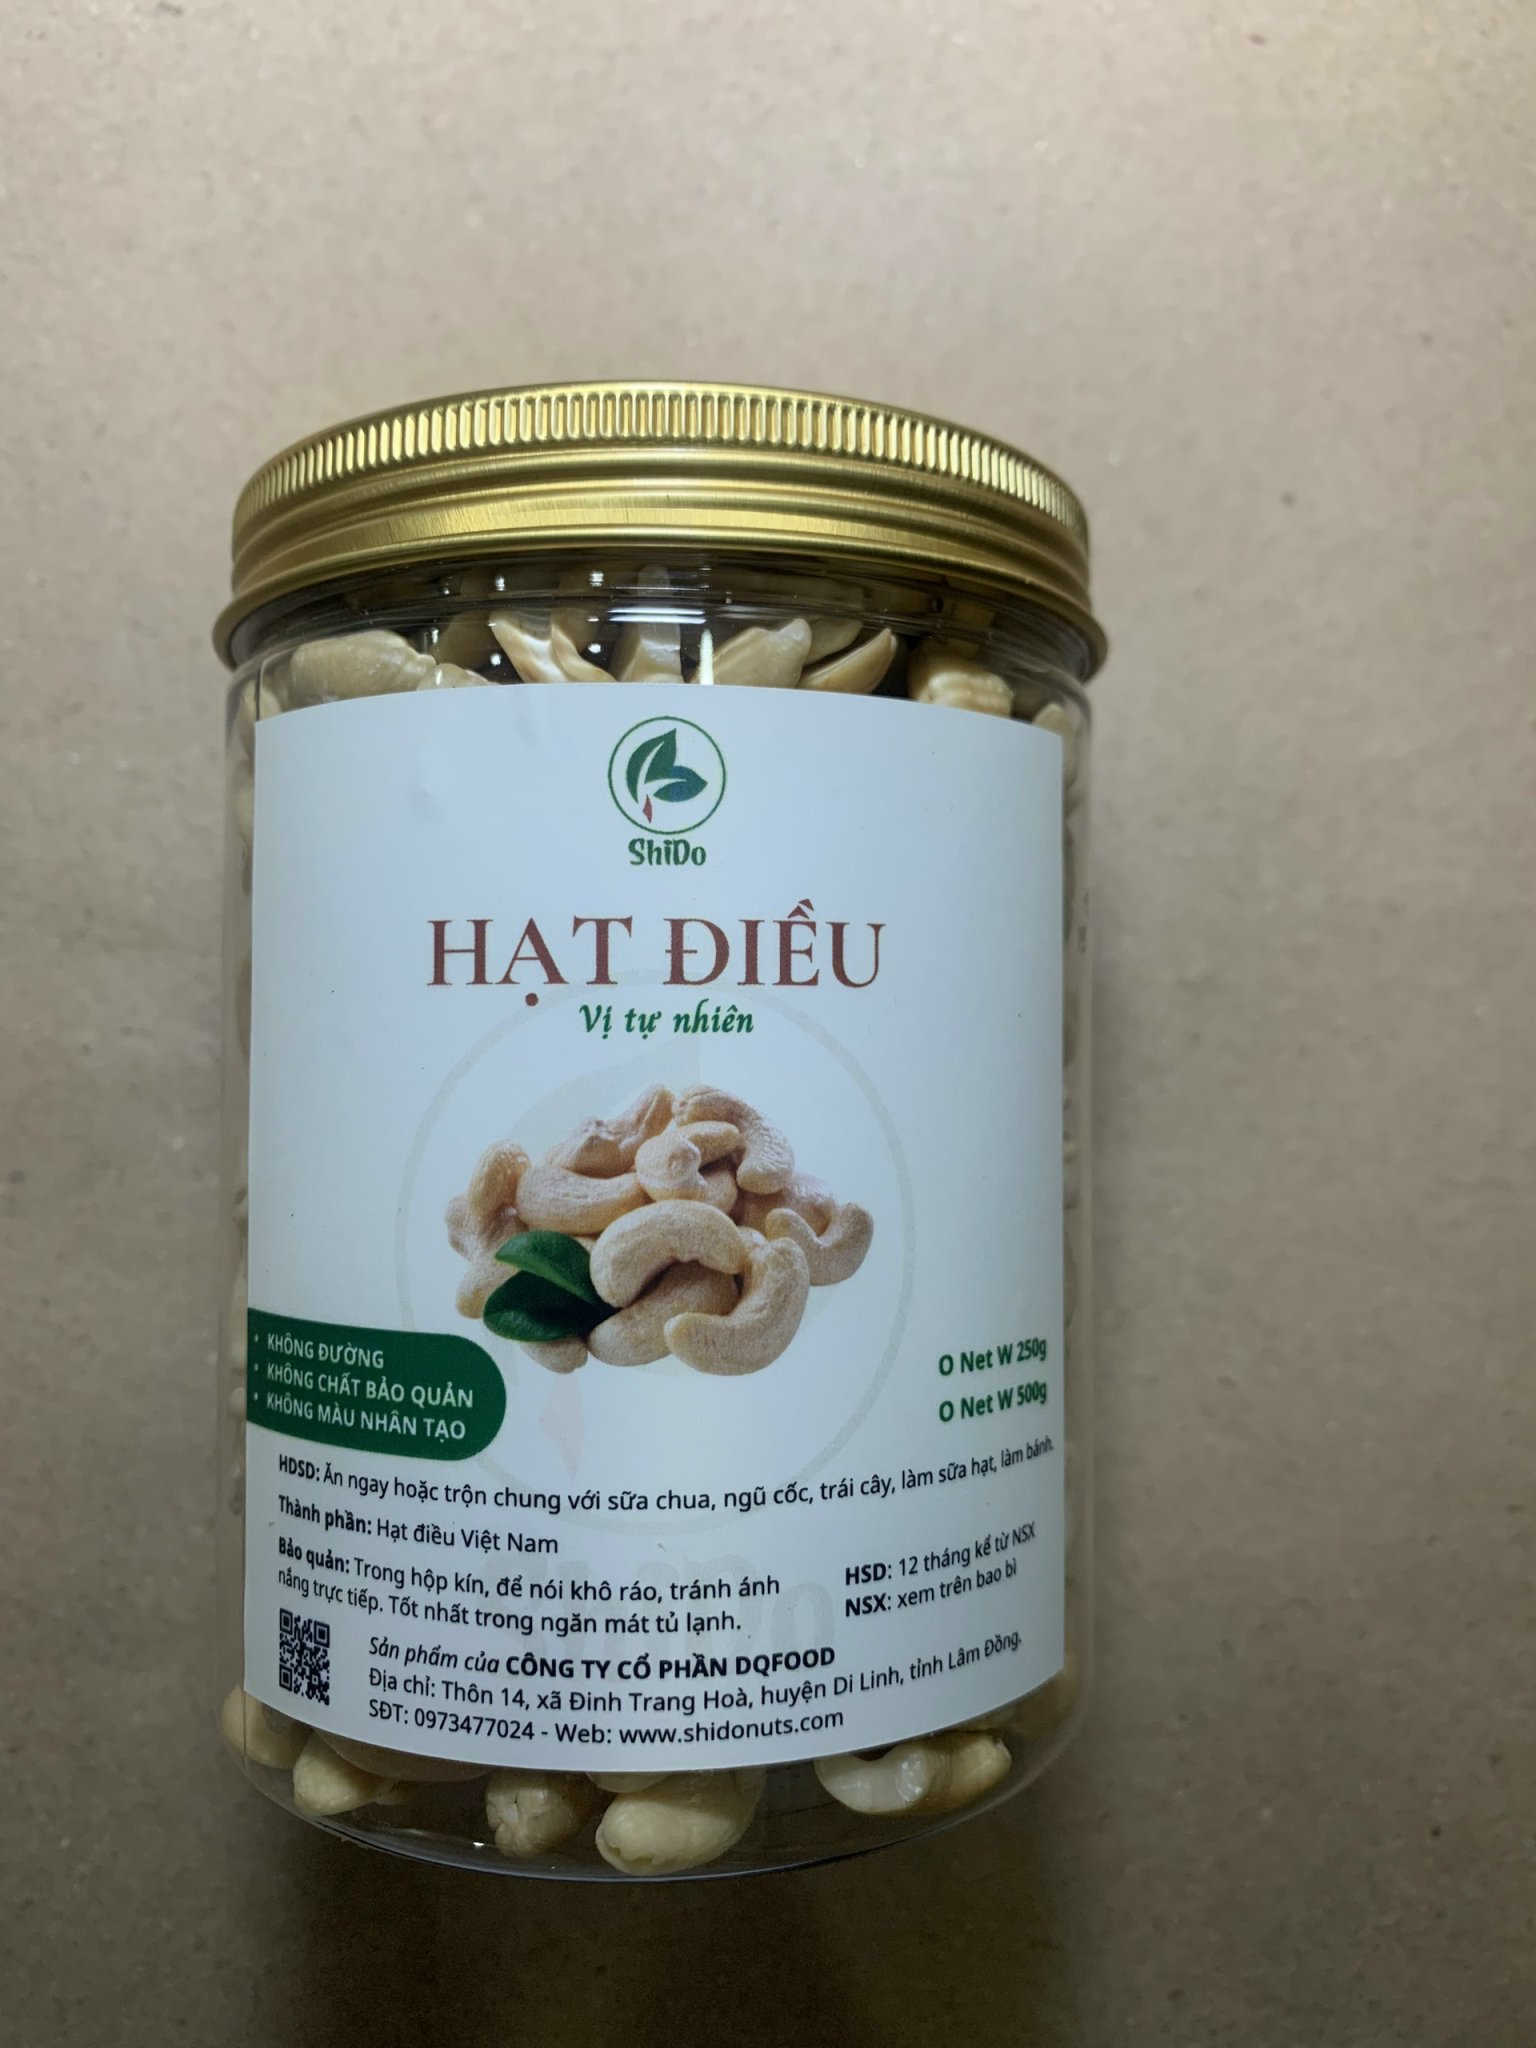 ShiDo
HẠT ĐIỀU
Vị tự nhiên
• KHÔNG ĐƯỜNG
• KHÔNG CHẤT BẢO QUẢN
• KHÔNG MÀU NHÂN TẠO
O Net W 250g
O Net W 500g
HDSD: Ăn ngay hoặc trộn chung với sữa chua, ngũ cốc, trái cây, làm sữa hạt, làm bánh.
Thành phần: Hạt điều Việt Nam
Bảo quản: Trong hộp kín, để nói khô ráo, tránh ánh
nắng trực tiếp. Tốt nhất trong ngăn mát tủ lạnh.
HSD: 12 tháng kể từ NSX
NSX: xem trên bao bì
Sản phẩm của CÔNG TY CỔ PHẦN DQFOOD
Địa chỉ: Thôn 14, xã Đinh Trang Hoà, huyện Di Linh, tỉnh Lâm Đồng.
SĐT: 0973477024 - Web: www.shidonuts.com